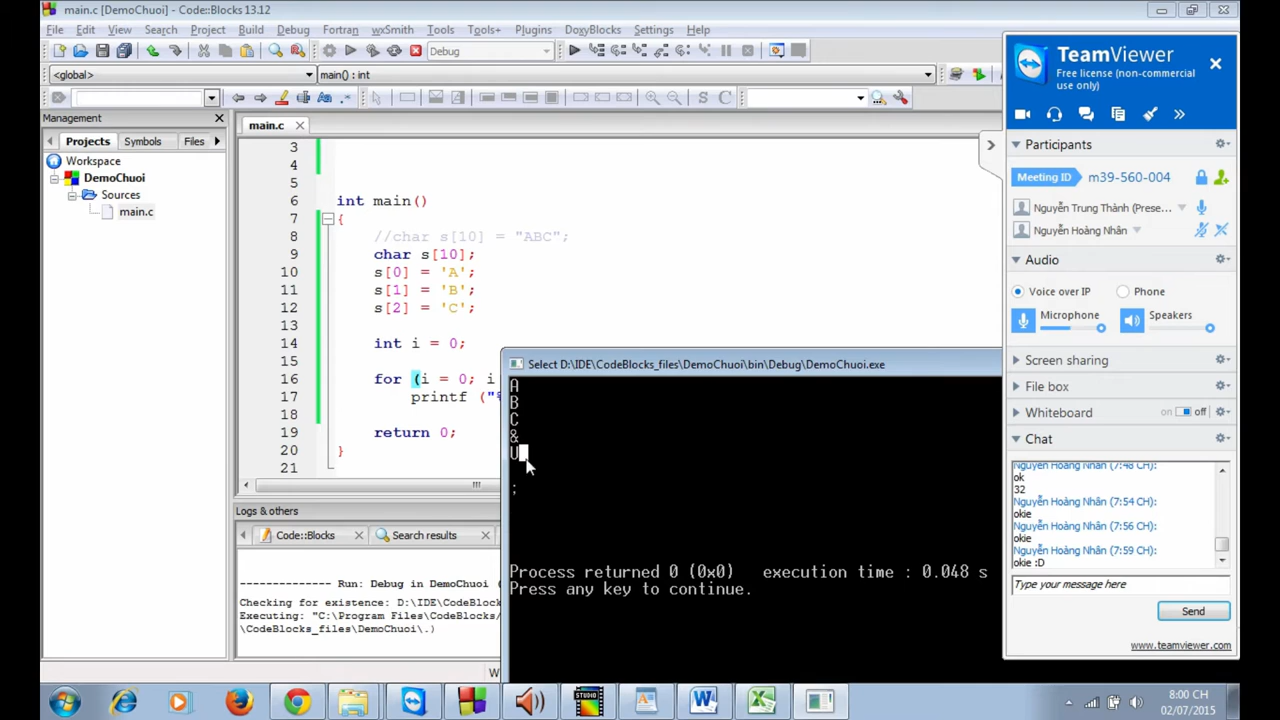 main.c [DemoChuoi] - Code::Blocks 13.12
File Edit View Search Project Build Debug Fortran wxSmith Tools Tools+ Plugins DoxyBlocks Settings Help
Debug
<global> main() : int
Management
Projects Symbols Files
Workspace
DemoChuoi
Sources
main.c
main.c
3
4
5
6 int main()
7 {
8 //char s[10] = "ABC";
9 char s[10];
10 s[0] = 'A';
11 s[1] = 'B';
12 s[2] = 'C';
13
14 int i = 0;
15
16 for (i = 0; i
17 printf ("
18
19 return 0;
20 }
21
Logs & others
Code::Blocks Search results
-------------- Run: Debug in DemoChuoi (
Checking for existence: D:\IDE\CodeBlock
Executing: "C:\Program Files\CodeBlocks/
\CodeBlocks_files\DemoChuoi\.)
Select D:\IDE\CodeBlocks_files\DemoChuoi\bin\Debug\DemoChuoi.exe
A
B
C
&
U
;
Process returned 0 (0x0) execution time : 0.048 s
Press any key to continue.
TeamViewer
Free license (non-commercial
use only)
Participants
Meeting ID m39-560-004
Nguyễn Trung Thành (Prese...
Nguyễn Hoàng Nhân
Audio
Voice over IP Phone
Microphone Speakers
Screen sharing
File box
Whiteboard on off
Chat
Nguyễn Hoàng Nhân (7:48 CH):
ok
32
Nguyễn Hoàng Nhân (7:54 CH):
okie
Nguyễn Hoàng Nhân (7:56 CH):
okie
Nguyễn Hoàng Nhân (7:59 CH):
okie :D
Type your message here
Send
www.teamviewer.com
STUDIO
8:00 CH
02/07/2015